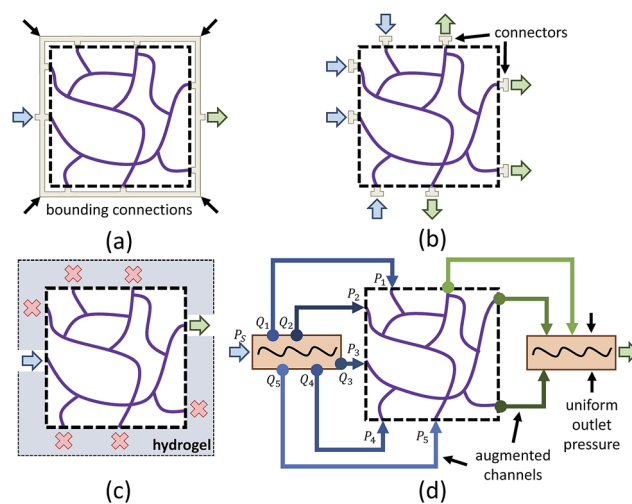 connectors
bounding connections
(a)
(b)
P1
P2
Q1
Q2
PS
P3
Q5
Q4
Q3
P4
P5
hydrogel
uniform
outlet
pressure
augmented
channels
(c)
(d)